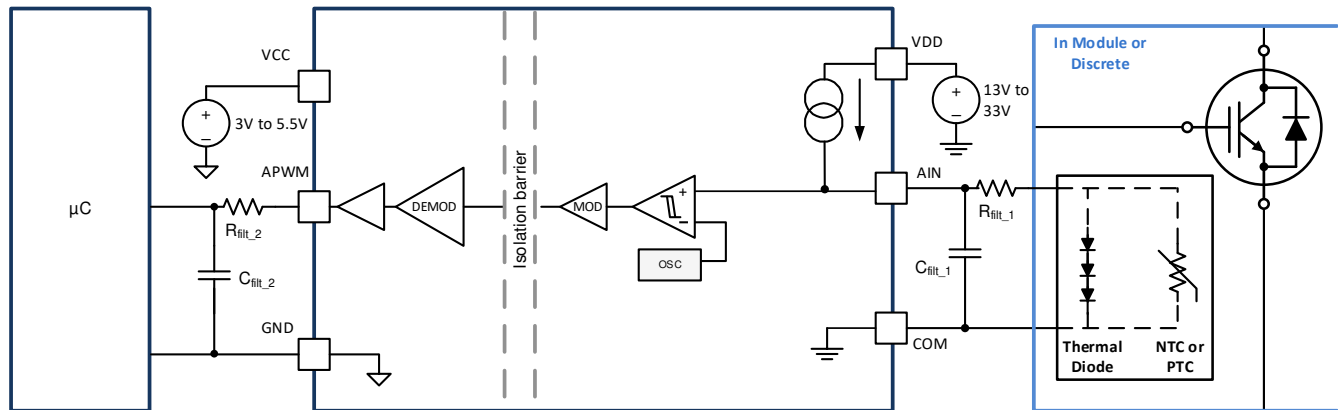 µC
VCC
+
−
3V to 5.5V
APWM
Rfilt_2
Cfilt_2
GND
DEMOD
Isolation barrier
MOD
+
−
OSC
VDD
+
−
13V to
33V
AIN
Rfilt_1
Cfilt_1
COM
In Module or
Discrete
Thermal
Diode
NTC or
PTC